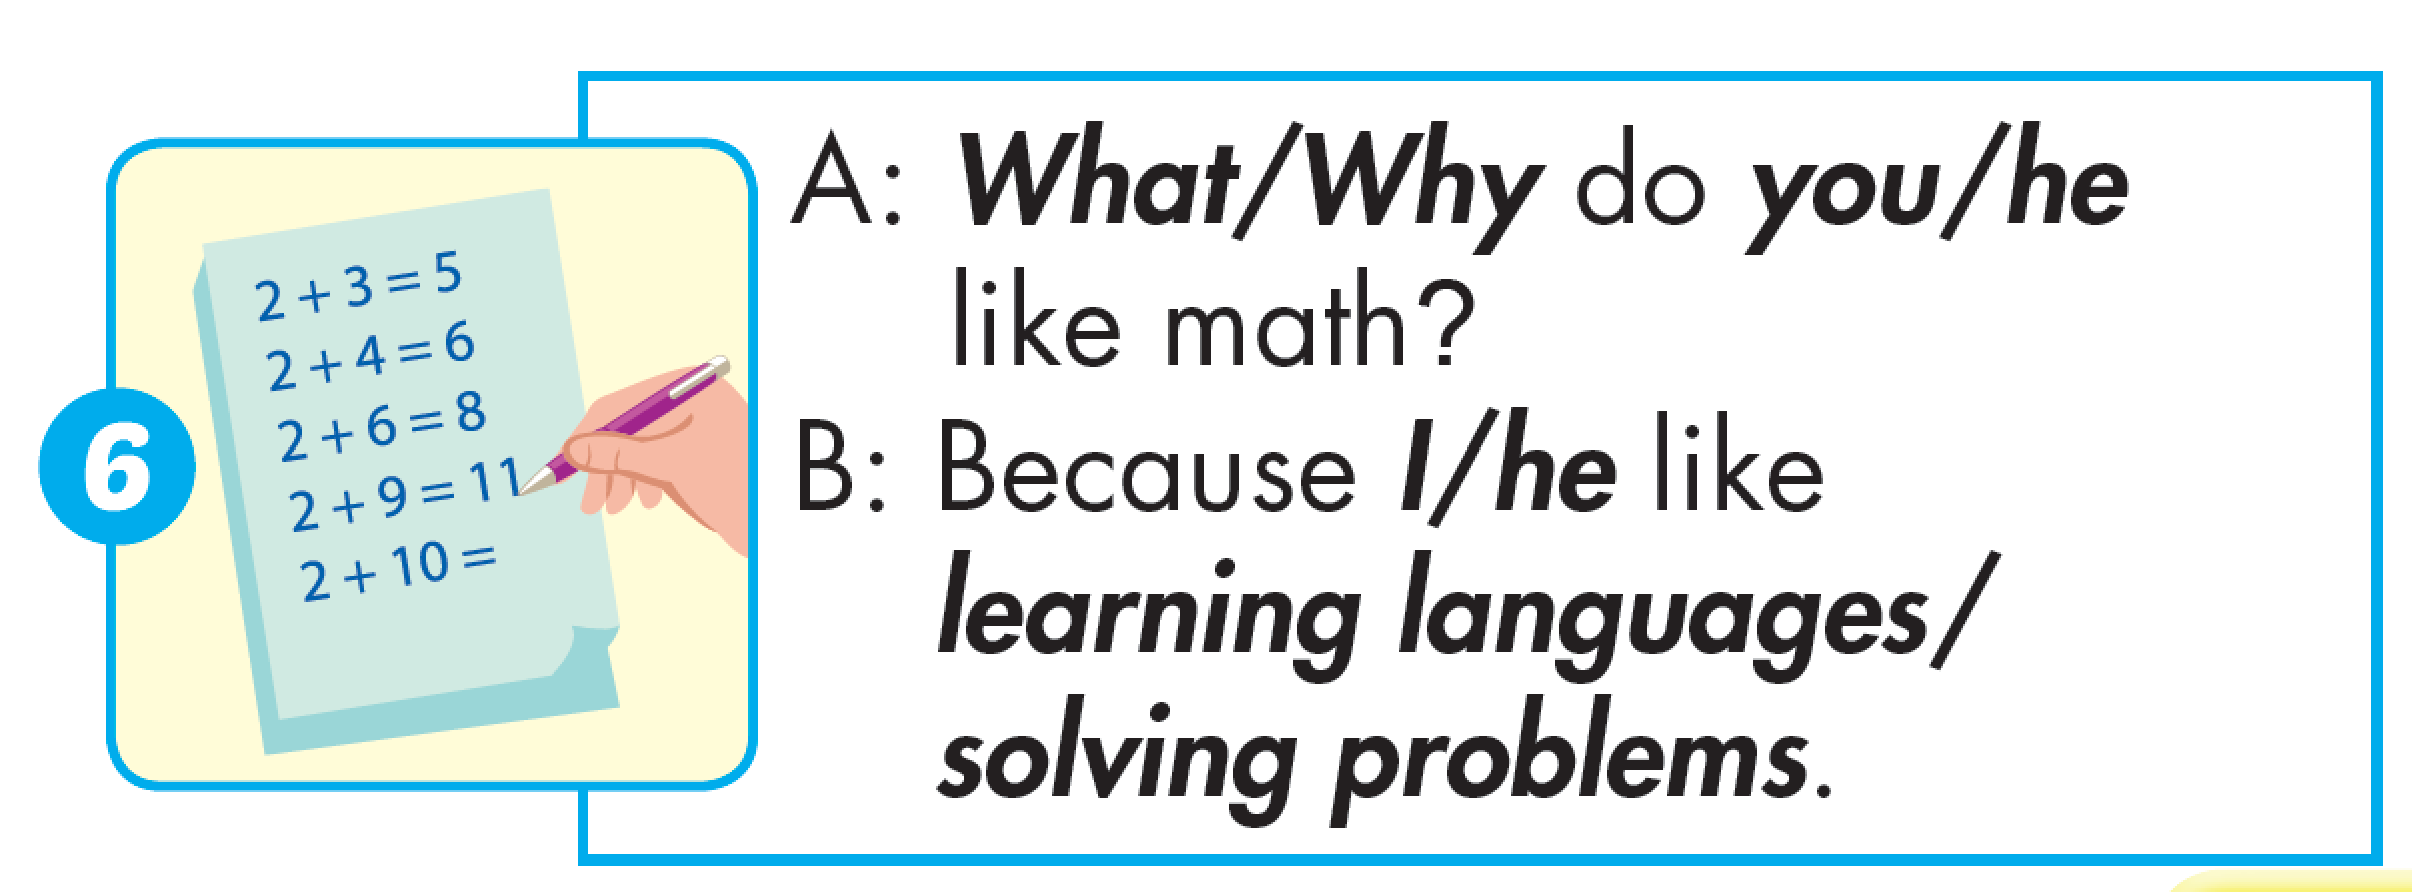 A: What/Why do you/he
like math?
B: Because I/he like
learning languages/
solving problems.
6
2 + 3 = 5
2 + 4 = 6
2 + 6 = 8
2 + 9 = 11
2 + 10 =